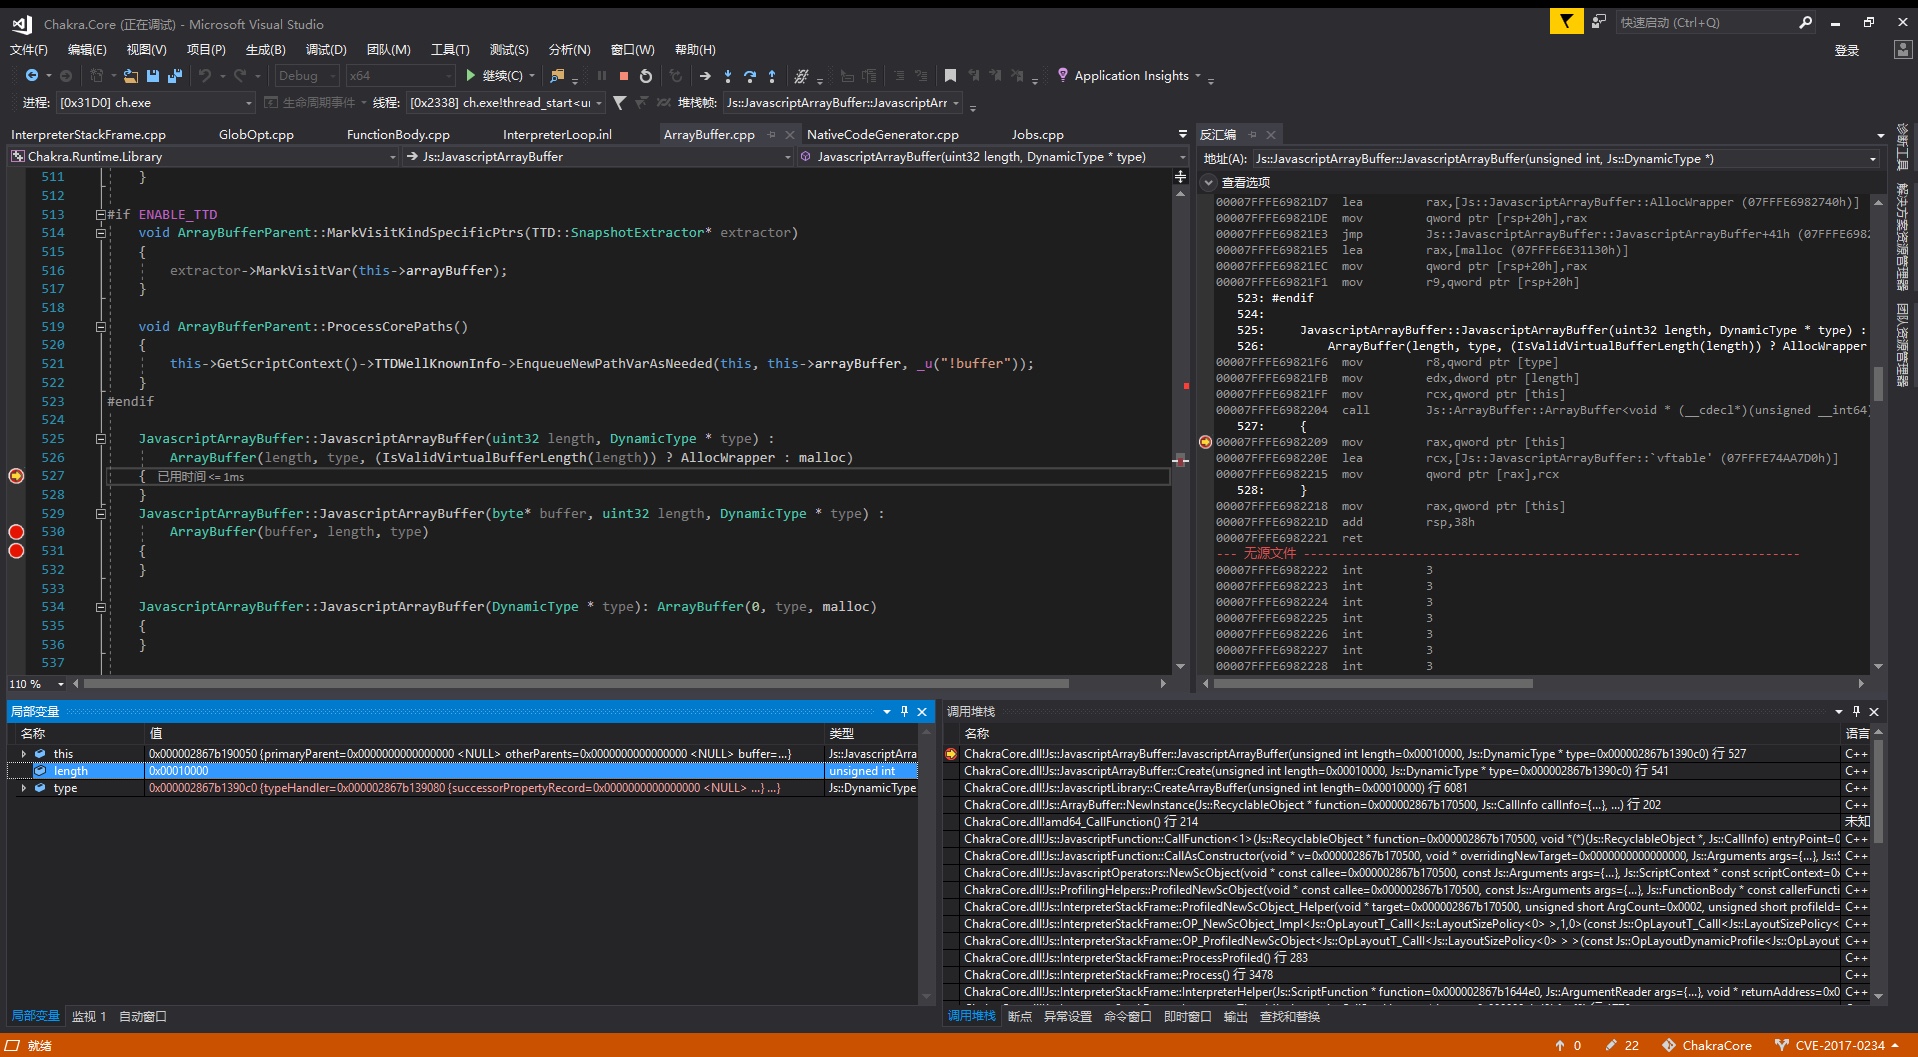 Chakra.Core (正在调试) - Microsoft Visual Studio
快速启动 (Ctrl+Q)
文件(F) 编辑(E) 视图(V) 项目(P) 生成(B) 调试(D) 团队(M) 工具(T) 测试(S) 分析(N) 窗口(W) 帮助(H)
登录
Debug x64 继续(C) Application Insights
进程: [0x31D0] ch.exe 生命周期事件 线程: [0x2338] ch.exe!thread_start<ui 堆栈帧: Js::JavascriptArrayBuffer::JavascriptArr
InterpreterStackFrame.cpp GlobOpt.cpp FunctionBody.cpp InterpreterLoop.inl ArrayBuffer.cpp NativeCodeGenerator.cpp Jobs.cpp
Chakra.Runtime.Library Js::JavascriptArrayBuffer JavascriptArrayBuffer(uint32 length, DynamicType * type)
511 }
512
513 #if ENABLE_TTD
514 void ArrayBufferParent::MarkVisitKindSpecificPtrs(TTD::SnapshotExtractor* extractor)
515 {
516 extractor->MarkVisitVar(this->arrayBuffer);
517 }
518
519 void ArrayBufferParent::ProcessCorePaths()
520 {
521 this->GetScriptContext()->TTDWellKnownInfo->EnqueueNewPathVarAsNeeded(this, this->arrayBuffer, _u("!buffer"));
522 }
523 #endif
524
525 JavascriptArrayBuffer::JavascriptArrayBuffer(uint32 length, DynamicType * type) :
526 ArrayBuffer(length, type, (IsValidVirtualBufferLength(length)) ? AllocWrapper : malloc)
527 { 已用时间 <= 1ms
528 }
529 JavascriptArrayBuffer::JavascriptArrayBuffer(byte* buffer, uint32 length, DynamicType * type) :
530 ArrayBuffer(buffer, length, type)
531 {
532 }
533
534 JavascriptArrayBuffer::JavascriptArrayBuffer(DynamicType * type): ArrayBuffer(0, type, malloc)
535 {
536 }
537
110 %
反汇编
地址(A): Js::JavascriptArrayBuffer::JavascriptArrayBuffer(unsigned int, Js::DynamicType *)
查看选项
00007FFFE69821D7 lea rax,[Js::JavascriptArrayBuffer::AllocWrapper (07FFFE6982740h)]
00007FFFE69821DE mov qword ptr [rsp+20h],rax
00007FFFE69821E3 jmp Js::JavascriptArrayBuffer::JavascriptArrayBuffer+41h (07FFFE6982
00007FFFE69821E5 lea rax,[malloc (07FFFE6E31130h)]
00007FFFE69821EC mov qword ptr [rsp+20h],rax
00007FFFE69821F1 mov r9,qword ptr [rsp+20h]
523: #endif
524:
525: JavascriptArrayBuffer::JavascriptArrayBuffer(uint32 length, DynamicType * type) :
526: ArrayBuffer(length, type, (IsValidVirtualBufferLength(length)) ? AllocWrapper
00007FFFE69821F6 mov r8,qword ptr [type]
00007FFFE69821FB mov edx,dword ptr [length]
00007FFFE69821FF mov rcx,qword ptr [this]
00007FFFE6982204 call Js::ArrayBuffer::ArrayBuffer<void * (__cdecl*)(unsigned __int64)
527: {
00007FFFE6982209 mov rax,qword ptr [this]
00007FFFE698220E lea rcx,[Js::JavascriptArrayBuffer::`vftable' (07FFFE74AA7D0h)]
00007FFFE6982215 mov qword ptr [rax],rcx
528: }
00007FFFE6982218 mov rax,qword ptr [this]
00007FFFE698221D add rsp,38h
00007FFFE6982221 ret
--- 无源文件 -----------------------------------------------------------------------
00007FFFE6982222 int 3
00007FFFE6982223 int 3
00007FFFE6982224 int 3
00007FFFE6982225 int 3
00007FFFE6982226 int 3
00007FFFE6982227 int 3
00007FFFE6982228 int 3
诊断工具
解决方案资源管理器
团队资源管理器
局部变量
名称 值 类型
this 0x000002867b190050 {primaryParent=0x0000000000000000 <NULL> otherParents=0x0000000000000000 <NULL> buffer=...} Js::JavascriptArra
length 0x00010000 unsigned int
type 0x000002867b1390c0 {typeHandler=0x000002867b139080 {successorPropertyRecord=0x0000000000000000 <NULL> ...} ...} Js::DynamicType
局部变量 监视 1 自动窗口
调用堆栈
名称 语言
ChakraCore.dll!Js::JavascriptArrayBuffer::JavascriptArrayBuffer(unsigned int length=0x00010000, Js::DynamicType * type=0x000002867b1390c0) 行 527 C++
ChakraCore.dll!Js::JavascriptArrayBuffer::Create(unsigned int length=0x00010000, Js::DynamicType * type=0x000002867b1390c0) 行 541 C++
ChakraCore.dll!Js::JavascriptLibrary::CreateArrayBuffer(unsigned int length=0x00010000) 行 6081 C++
ChakraCore.dll!Js::ArrayBuffer::NewInstance(Js::RecyclableObject * function=0x000002867b170500, Js::CallInfo callInfo={...}, ...) 行 202 C++
ChakraCore.dll!amd64_CallFunction() 行 214 未知
ChakraCore.dll!Js::JavascriptFunction::CallFunction<1>(Js::RecyclableObject * function=0x000002867b170500, void *(*)(Js::RecyclableObject *, Js::CallInfo) entryPoint=0 C++
ChakraCore.dll!Js::JavascriptFunction::CallAsConstructor(void * v=0x000002867b170500, void * overridingNewTarget=0x0000000000000000, Js::Arguments args={...}, Js::S C++
ChakraCore.dll!Js::JavascriptOperators::NewScObject(void * const callee=0x000002867b170500, const Js::Arguments args={...}, Js::ScriptContext * const scriptContext=0x C++
ChakraCore.dll!Js::ProfilingHelpers::ProfiledNewScObject(void * const callee=0x000002867b170500, const Js::Arguments args={...}, Js::FunctionBody * const callerFuncti C++
ChakraCore.dll!Js::InterpreterStackFrame::ProfiledNewScObject_Helper(void * target=0x000002867b170500, unsigned short ArgCount=0x0002, unsigned short profileId= C++
ChakraCore.dll!Js::InterpreterStackFrame::OP_NewScObject_Impl<Js::OpLayoutT_CallI<Js::LayoutSizePolicy<0> >,1,0>(const Js::OpLayoutT_CallI<Js::LayoutSizePolicy< C++
ChakraCore.dll!Js::InterpreterStackFrame::OP_ProfiledNewScObject<Js::OpLayoutT_CallI<Js::LayoutSizePolicy<0> > >(const Js::OpLayoutDynamicProfile<Js::OpLayout C++
ChakraCore.dll!Js::InterpreterStackFrame::ProcessProfiled() 行 283 C++
ChakraCore.dll!Js::InterpreterStackFrame::Process() 行 3478 C++
ChakraCore.dll!Js::InterpreterStackFrame::InterpreterHelper(Js::ScriptFunction * function=0x000002867b1644e0, Js::ArgumentReader args={...}, void * returnAddress=0x0 C++
调用堆栈 断点 异常设置 命令窗口 即时窗口 输出 查找和替换
就绪 0 22 ChakraCore CVE-2017-0234